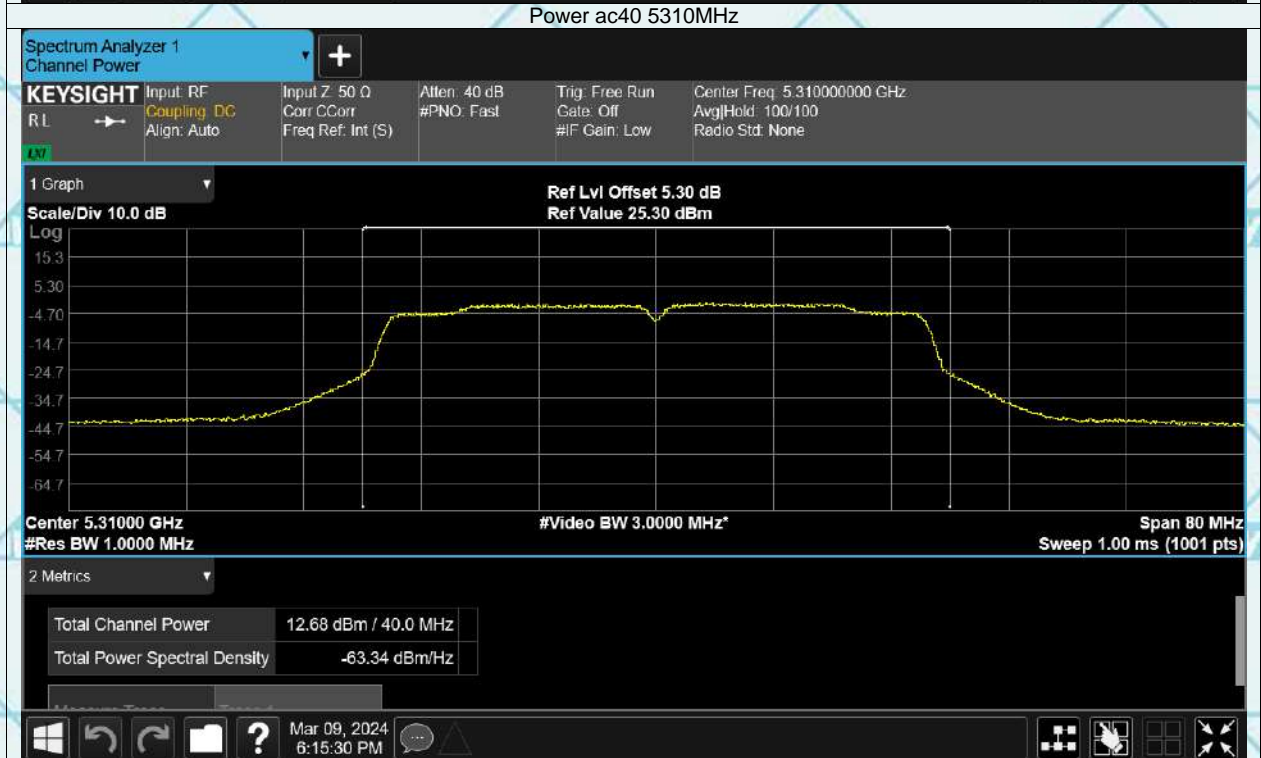 Power ac40 5310MHz
Spectrum Analyzer 1
Channel Power
+
KEYSIGHT
R L
LXI
Input: RF
Coupling: DC
Align: Auto
Input Z: 50 Ω
Corr CCorr
Freq Ref: Int (S)
Atten: 40 dB
#PNO: Fast
Trig: Free Run
Gate: Off
#IF Gain: Low
Center Freq: 5.310000000 GHz
Avg|Hold: 100/100
Radio Std: None
1 Graph
Scale/Div 10.0 dB
Ref Lvl Offset 5.30 dB
Ref Value 25.30 dBm
Log
15.3
5.30
-4.70
-14.7
-24.7
-34.7
-44.7
-54.7
-64.7
Center 5.31000 GHz
#Res BW 1.0000 MHz
#Video BW 3.0000 MHz*
Span 80 MHz
Sweep 1.00 ms (1001 pts)
2 Metrics
Total Channel Power 12.68 dBm / 40.0 MHz
Total Power Spectral Density -63.34 dBm/Hz
?
Mar 09, 2024
6:15:30 PM